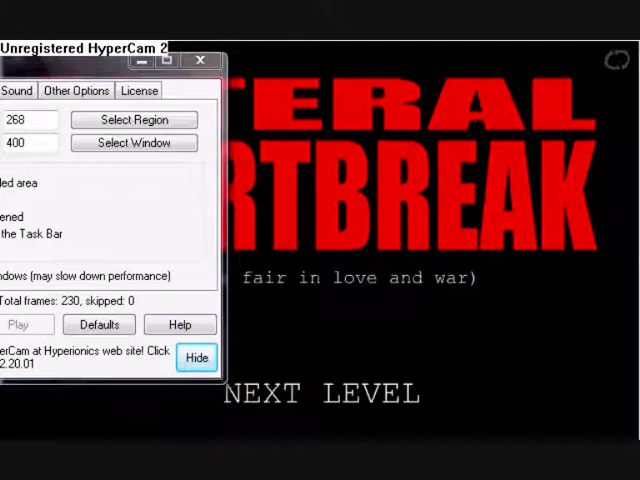 Unregistered HyperCam 2
Sound Other Options License
268 Select Region
400 Select Window
TERAL
RTBREAK
led area
ened
the Task Bar
fair in love and war)
ndows (may slow down performance)
Total frames: 230, skipped: 0
Play Defaults Help
erCam at Hyperionics web site! Click
2.20.01
Hide
NEXT LEVEL